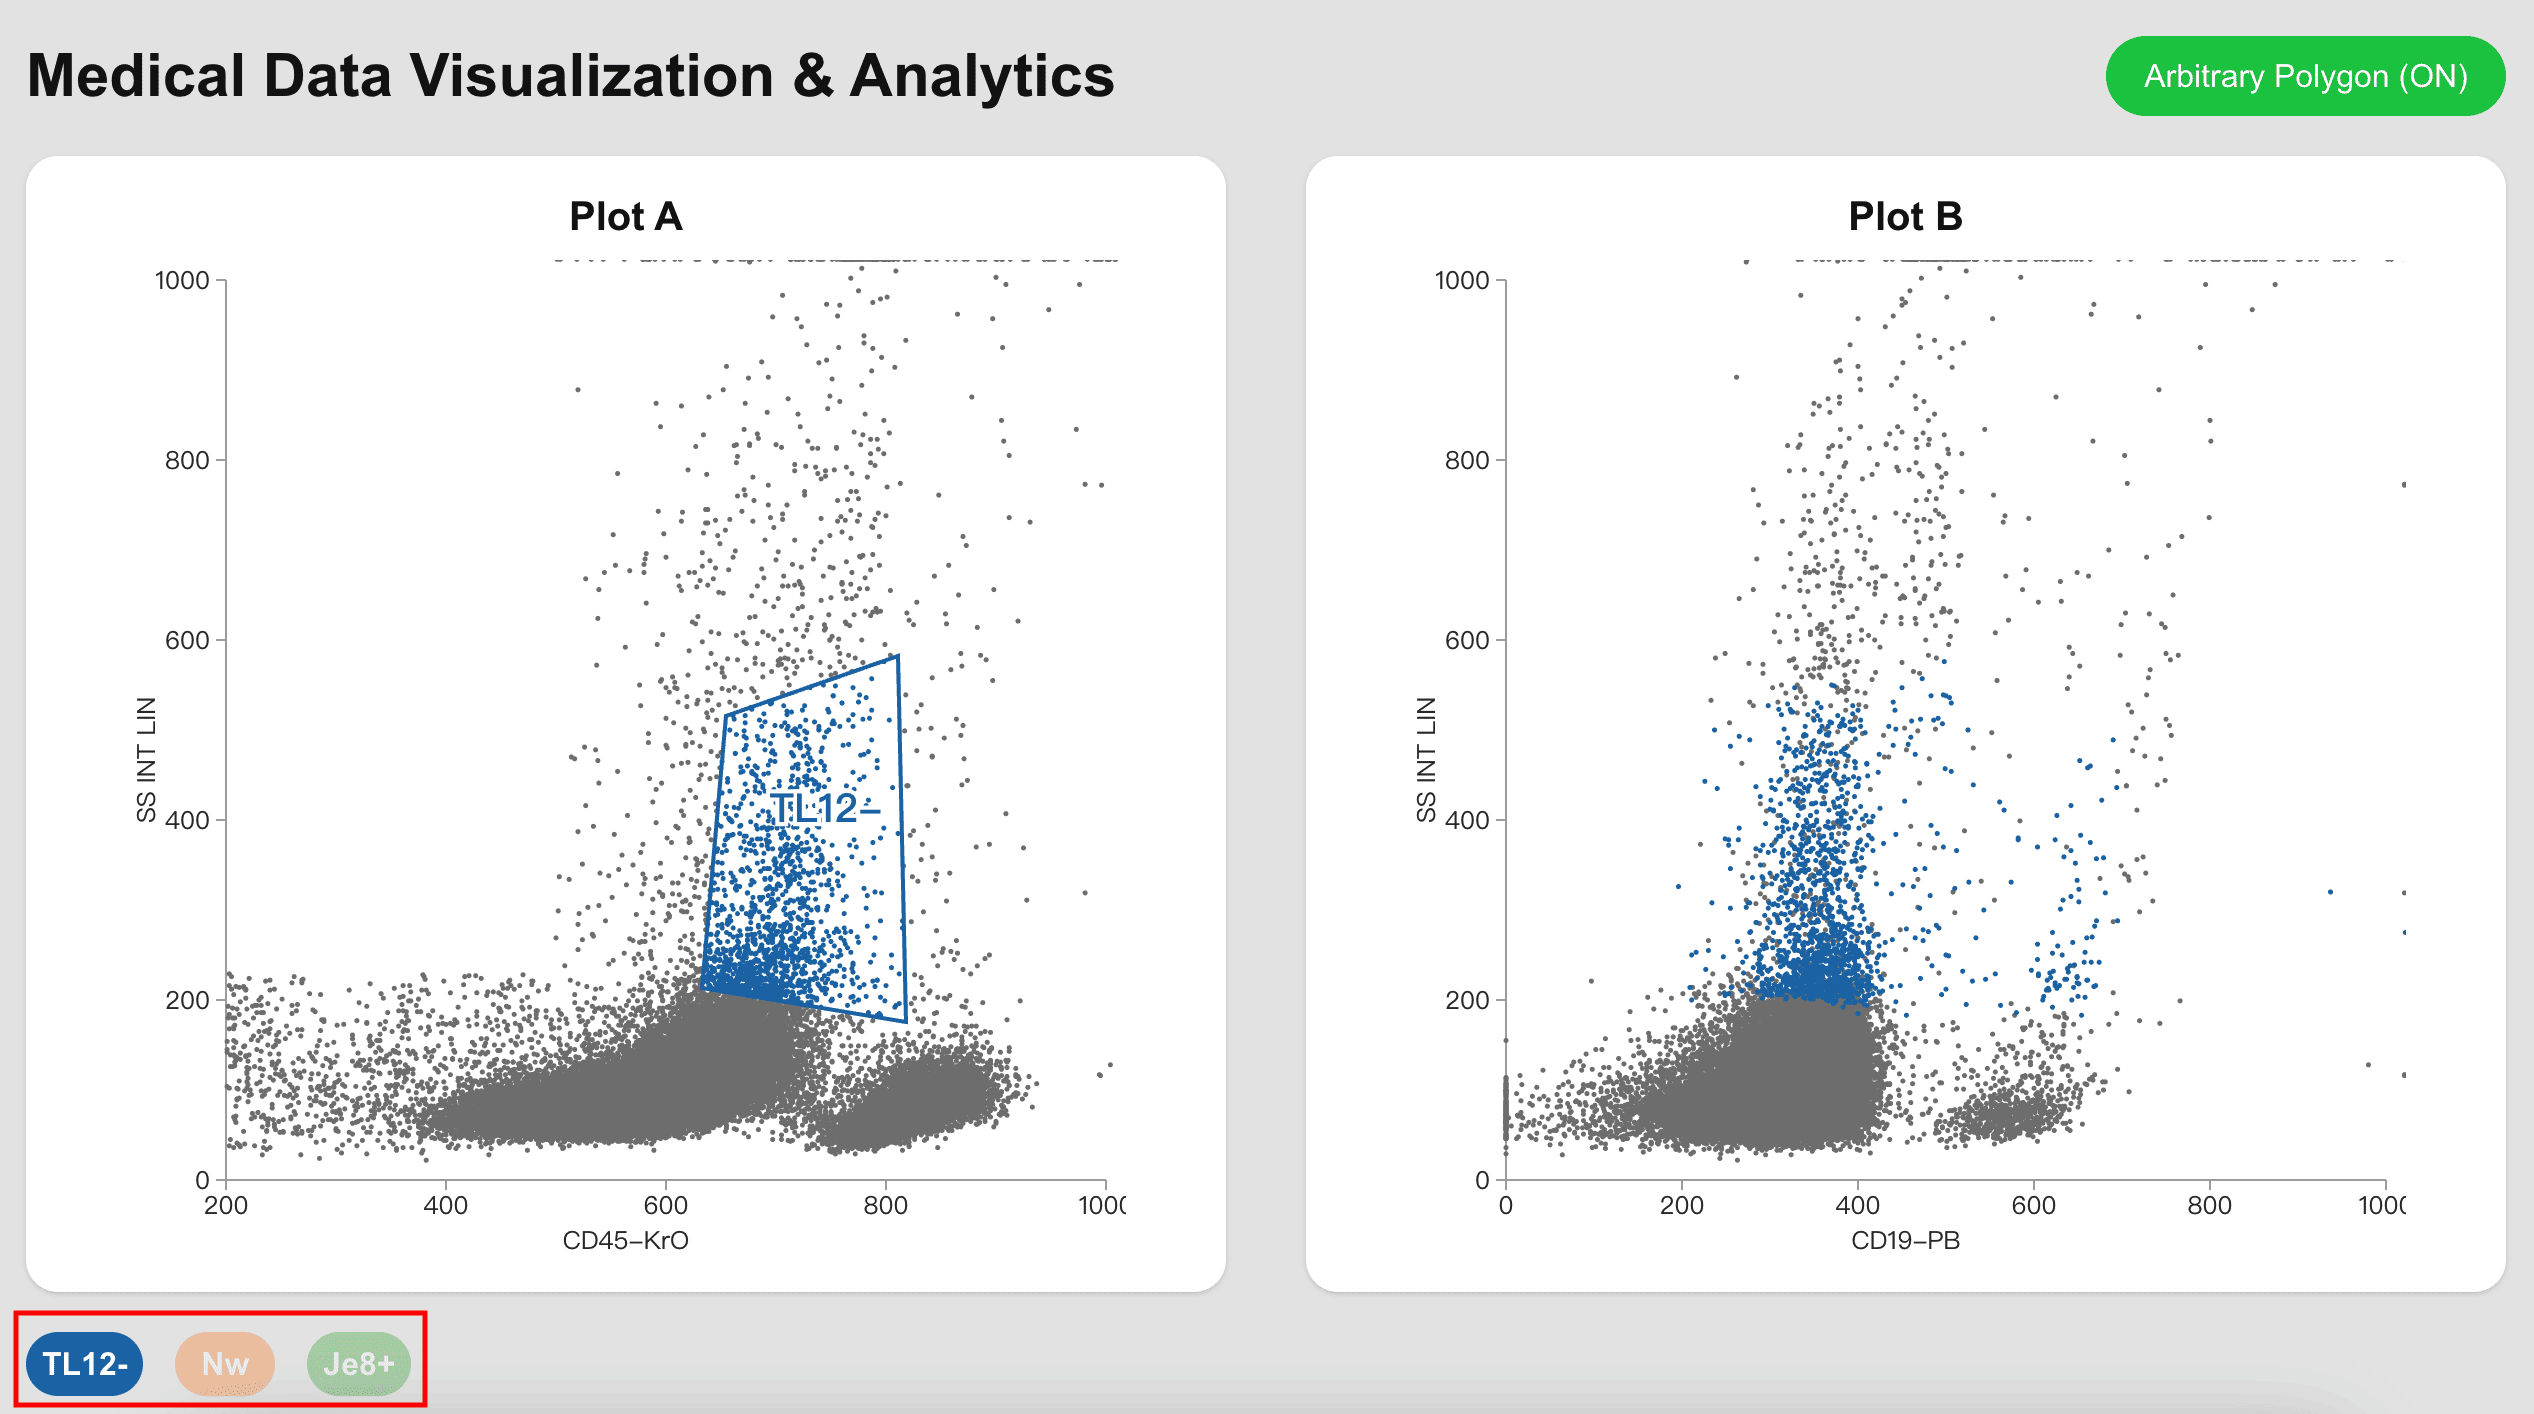 Medical Data Visualization & Analytics
Arbitrary Polygon (ON)
Plot A
1000
800
600
400
200
0
SS INT LIN
TL12−
200 400 600 800 1000
CD45−KrO
Plot B
1000
800
600
400
200
0
SS INT LIN
0 200 400 600 800 1000
CD19−PB
TL12- Nw Je8+